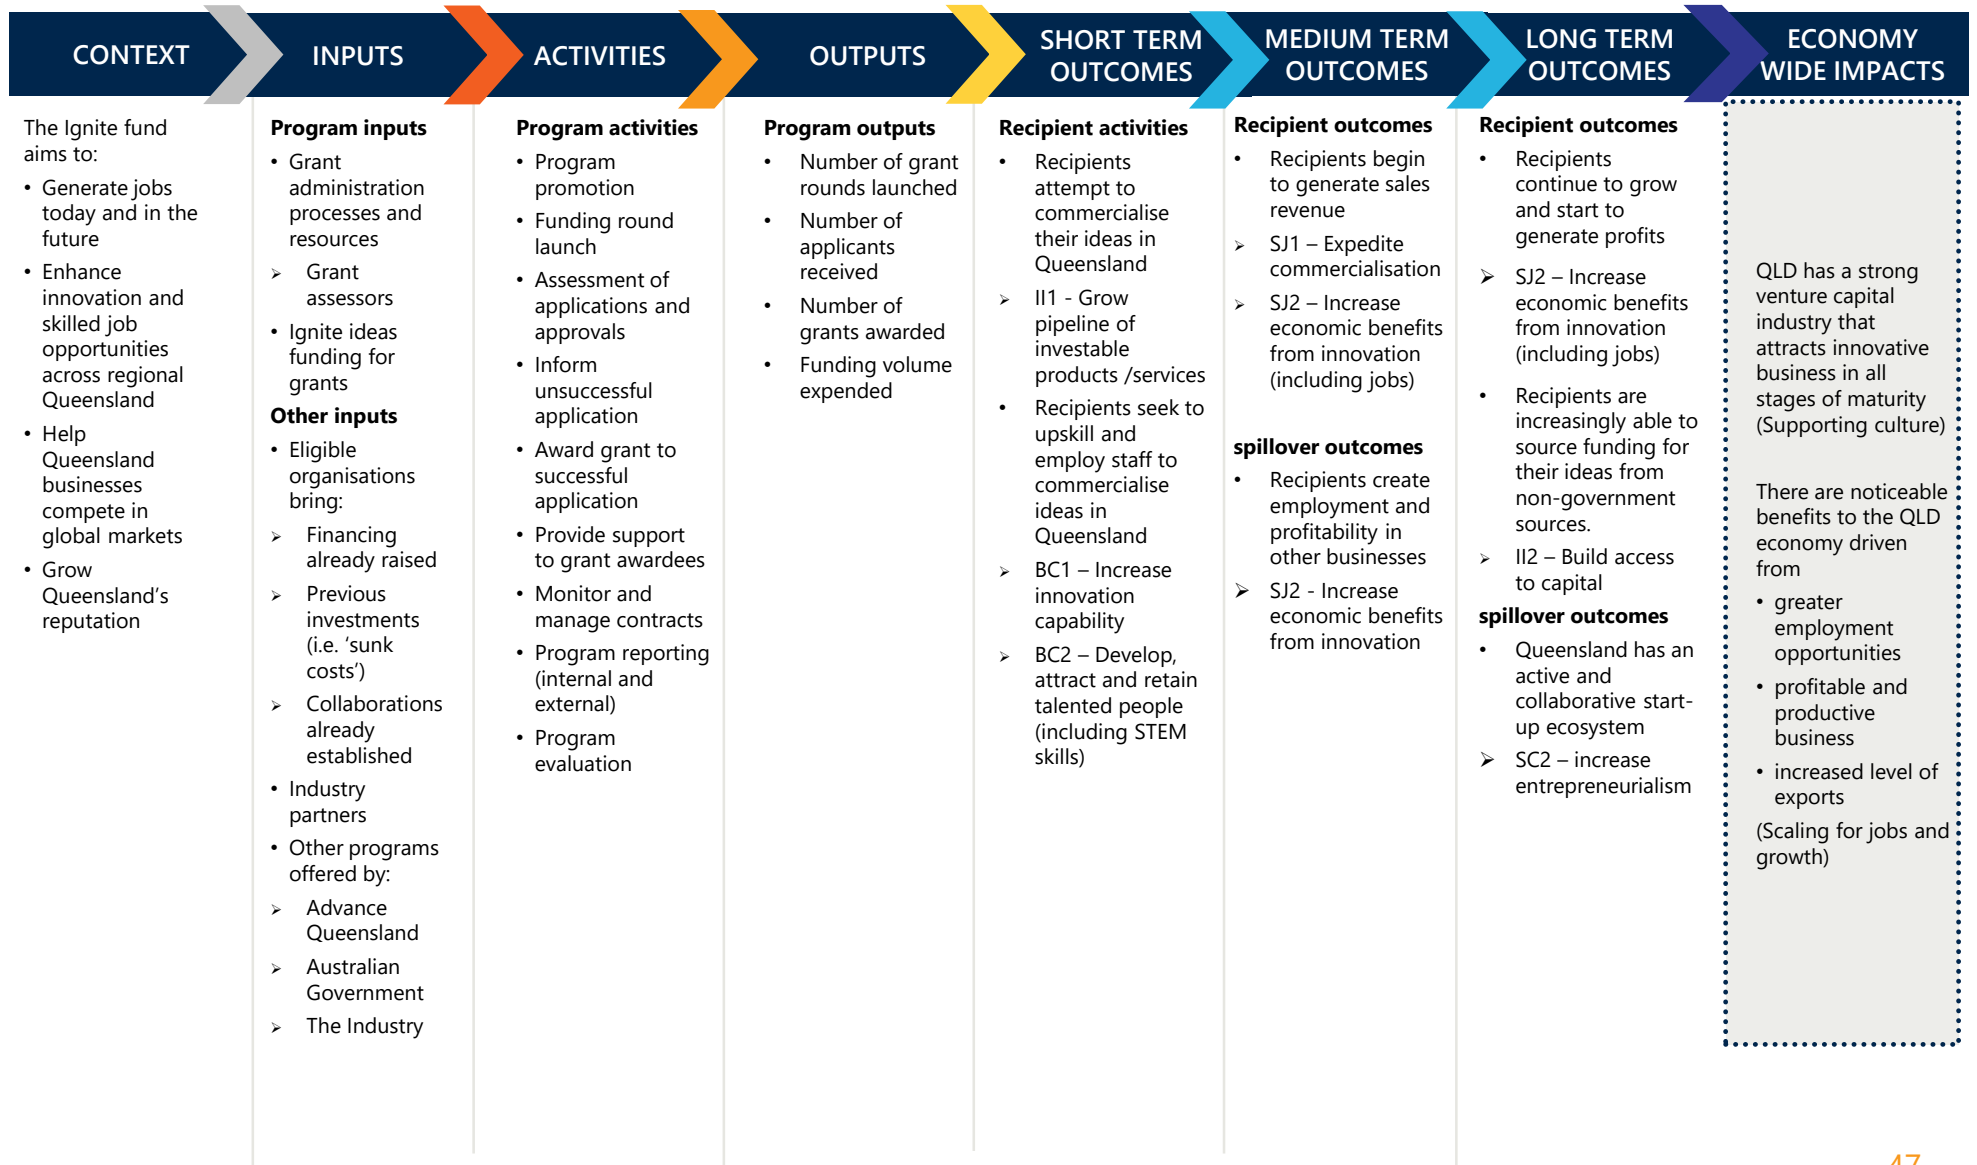 CONTEXT
INPUTS
ACTIVITIES
OUTPUTS
SHORT TERM
OUTCOMES
MEDIUM TERM
OUTCOMES
LONG TERM
OUTCOMES
ECONOMY
WIDE IMPACTS
The Ignite fund
aims to:
• Generate jobs
today and in the
future
• Enhance
innovation and
skilled job
opportunities
across regional
Queensland
• Help
Queensland
businesses
compete in
global markets
• Grow
Queensland's
reputation
Program inputs
• Grant
administration
processes and
resources
➢ Grant
assessors
• Ignite ideas
funding for
grants
Other inputs
• Eligible
organisations
bring:
➢ Financing
already raised
➢ Previous
investments
(i.e. 'sunk
costs')
➢ Collaborations
already
established
• Industry
partners
• Other programs
offered by:
➢ Advance
Queensland
➢ Australian
Government
➢ The Industry
Program activities
• Program
promotion
• Funding round
launch
• Assessment of
applications and
approvals
• Inform
unsuccessful
application
• Award grant to
successful
application
• Provide support
to grant awardees
• Monitor and
manage contracts
• Program reporting
(internal and
external)
• Program
evaluation
Program outputs
• Number of grant
rounds launched
• Number of
applicants
received
• Number of
grants awarded
• Funding volume
expended
Recipient activities
• Recipients
attempt to
commercialise
their ideas in
Queensland
➢ II1 - Grow
pipeline of
investable
products /services
• Recipients seek to
upskill and
employ staff to
commercialise
ideas in
Queensland
➢ BC1 – Increase
innovation
capability
➢ BC2 – Develop,
attract and retain
talented people
(including STEM
skills)
Recipient outcomes
• Recipients begin
to generate sales
revenue
➢ SJ1 – Expedite
commercialisation
➢ SJ2 – Increase
economic benefits
from innovation
(including jobs)
spillover outcomes
• Recipients create
employment and
profitability in
other businesses
➢ SJ2 - Increase
economic benefits
from innovation
Recipient outcomes
• Recipients
continue to grow
and start to
generate profits
➢ SJ2 – Increase
economic benefits
from innovation
(including jobs)
• Recipients are
increasingly able to
source funding for
their ideas from
non-government
sources.
➢ II2 – Build access
to capital
spillover outcomes
• Queensland has an
active and
collaborative start-
up ecosystem
➢ SC2 – increase
entrepreneurialism
QLD has a strong
venture capital
industry that
attracts innovative
business in all
stages of maturity
(Supporting culture)
There are noticeable
benefits to the QLD
economy driven
from
• greater
employment
opportunities
• profitable and
productive
business
• increased level of
exports
(Scaling for jobs and
growth)
47